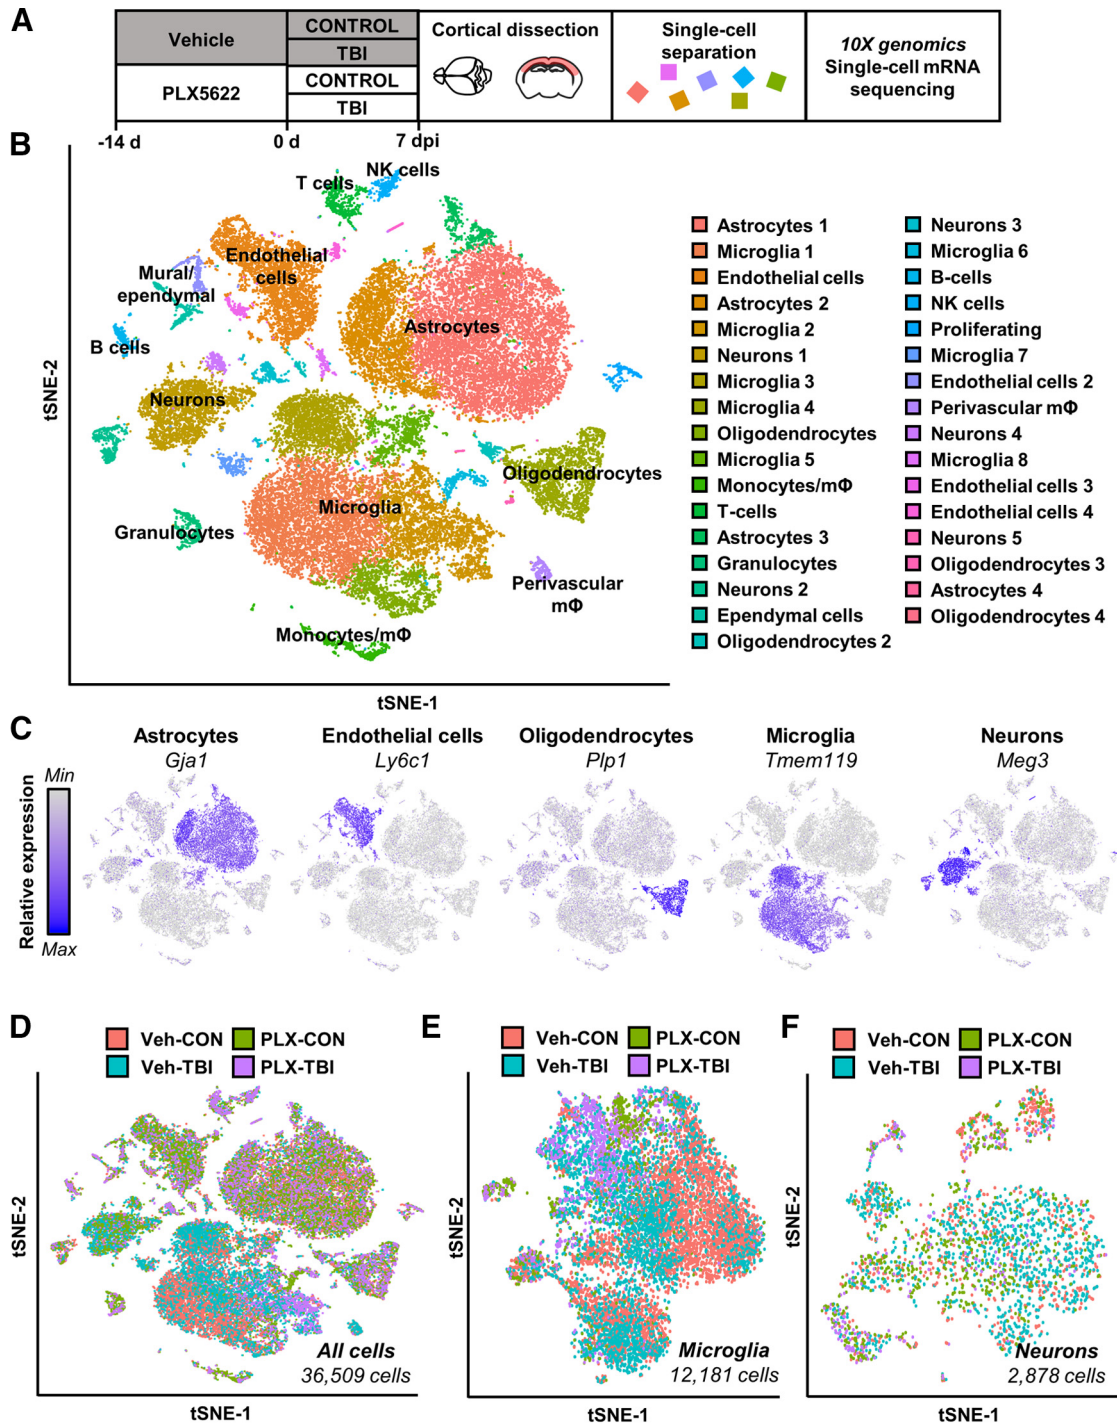 A
Vehicle
PLX5622
CONTROL
TBI
CONTROL
TBI
Cortical dissection
Single-cell
separation
10X genomics
Single-cell mRNA
sequencing
-14 d
0 d
7 dpi
B
T cells
NK cells
Endothelial
cells
Mural/
ependymal
B cells
Astrocytes
Neurons
Oligodendrocytes
Microglia
Granulocytes
Perivascular
mΦ
Monocytes/mΦ
tSNE-2
tSNE-1
Astrocytes 1
Microglia 1
Endothelial cells
Astrocytes 2
Microglia 2
Neurons 1
Microglia 3
Microglia 4
Oligodendrocytes
Microglia 5
Monocytes/mΦ
T-cells
Astrocytes 3
Granulocytes
Neurons 2
Ependymal cells
Oligodendrocytes 2
Neurons 3
Microglia 6
B-cells
NK cells
Proliferating
Microglia 7
Endothelial cells 2
Perivascular mΦ
Neurons 4
Microglia 8
Endothelial cells 3
Endothelial cells 4
Neurons 5
Oligodendrocytes 3
Astrocytes 4
Oligodendrocytes 4
C
Relative expression
Min
Max
Astrocytes
Gja1
Endothelial cells
Ly6c1
Oligodendrocytes
Plp1
Microglia
Tmem119
Neurons
Meg3
D
Veh-CON
PLX-CON
Veh-TBI
PLX-TBI
tSNE-2
All cells
36,509 cells
tSNE-1
E
Veh-CON
PLX-CON
Veh-TBI
PLX-TBI
tSNE-2
Microglia
12,181 cells
tSNE-1
F
Veh-CON
PLX-CON
Veh-TBI
PLX-TBI
tSNE-2
Neurons
2,878 cells
tSNE-1